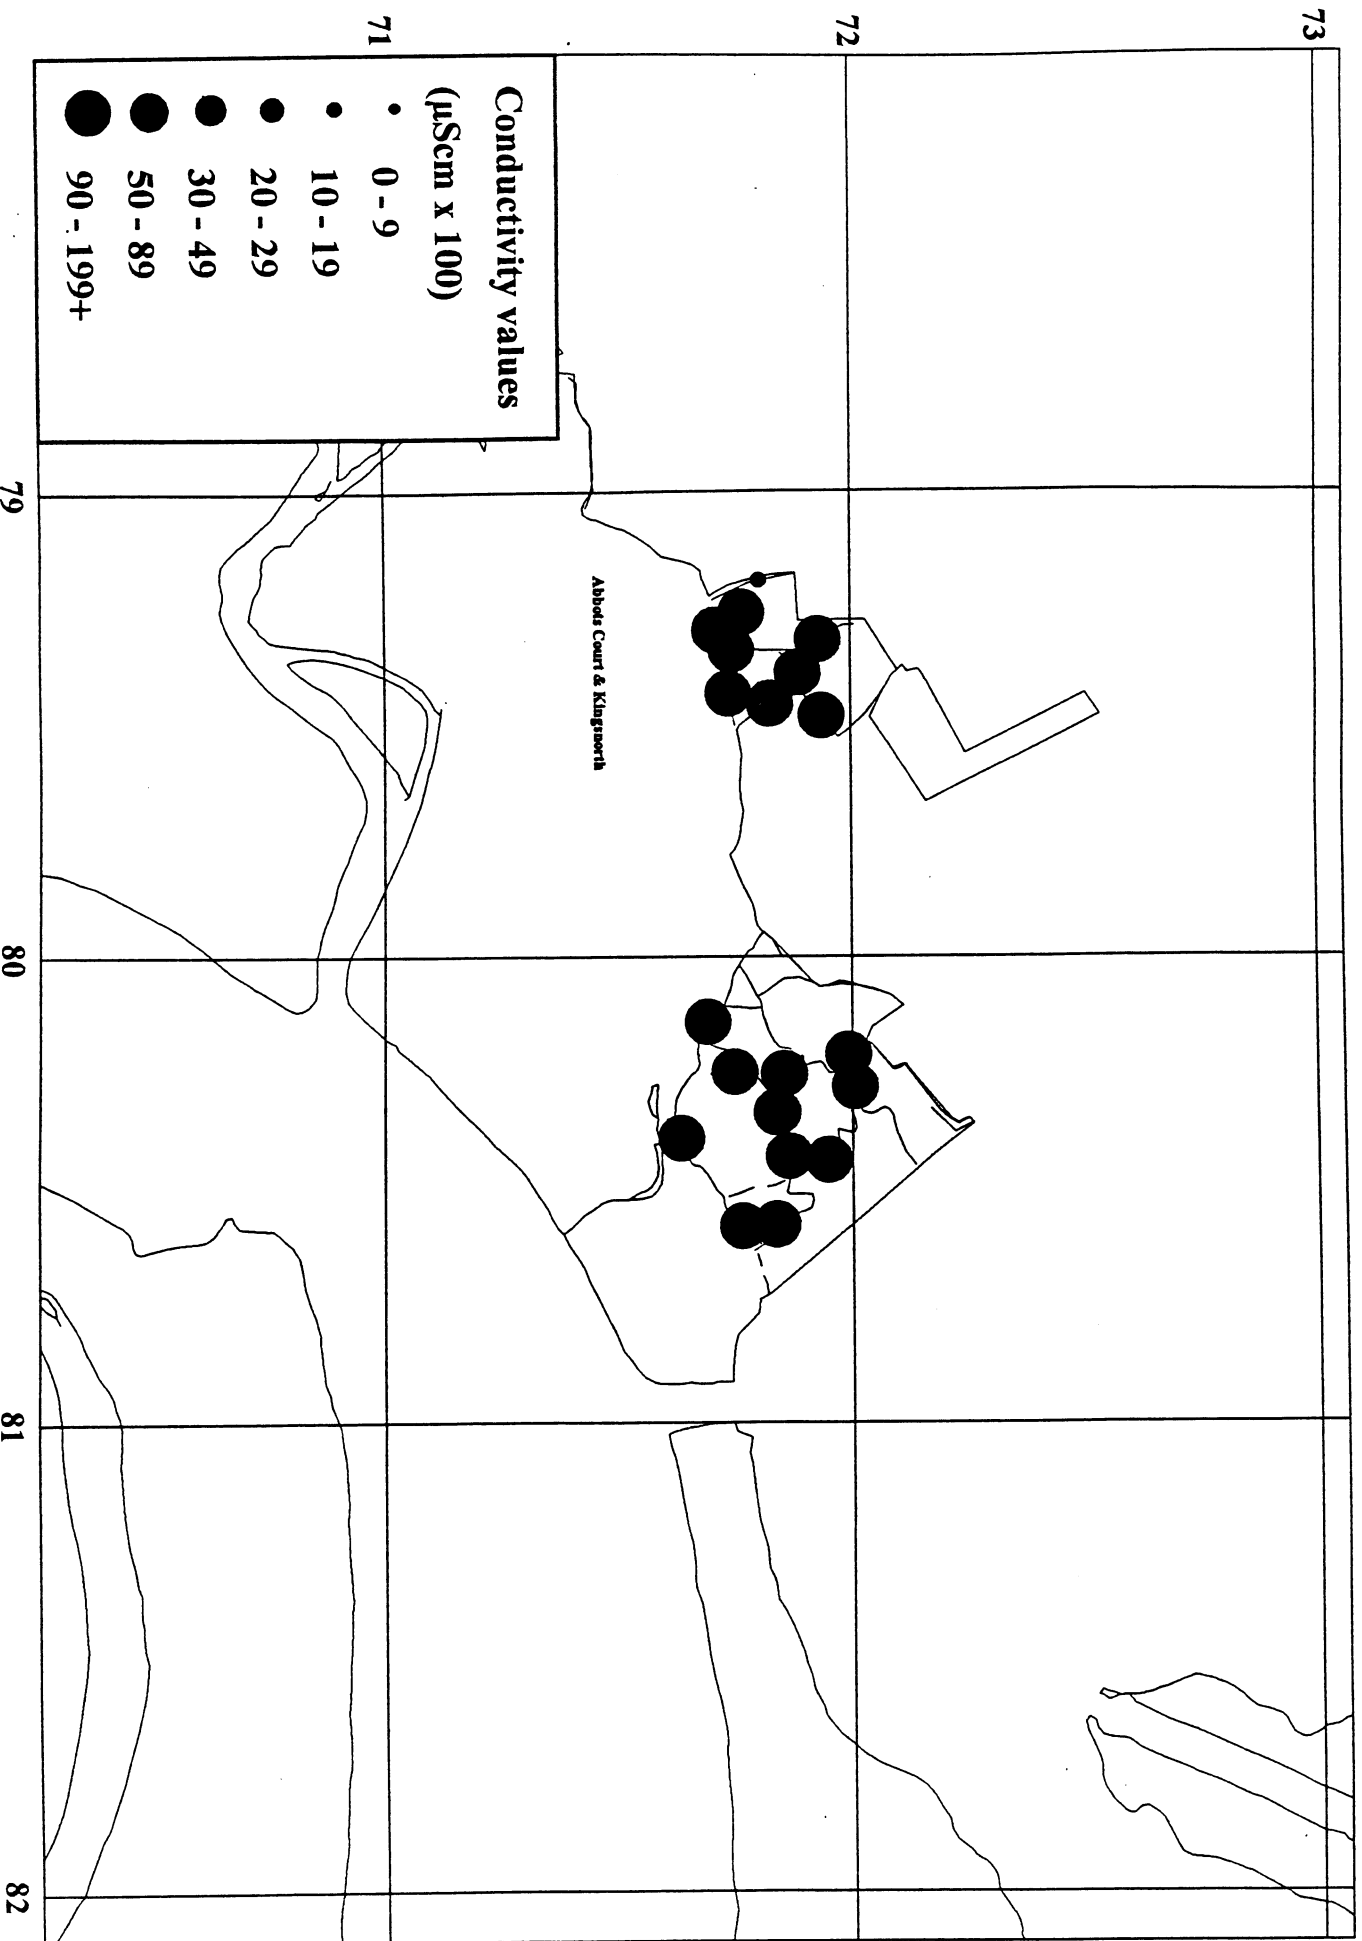 73
72
71
Conductivity values
(µScm x 100)
0 - 9
10 - 19
20 - 29
30 - 49
50 - 89
90 - 199+
Abbots Court & Kingsnorth
79
80
81
82